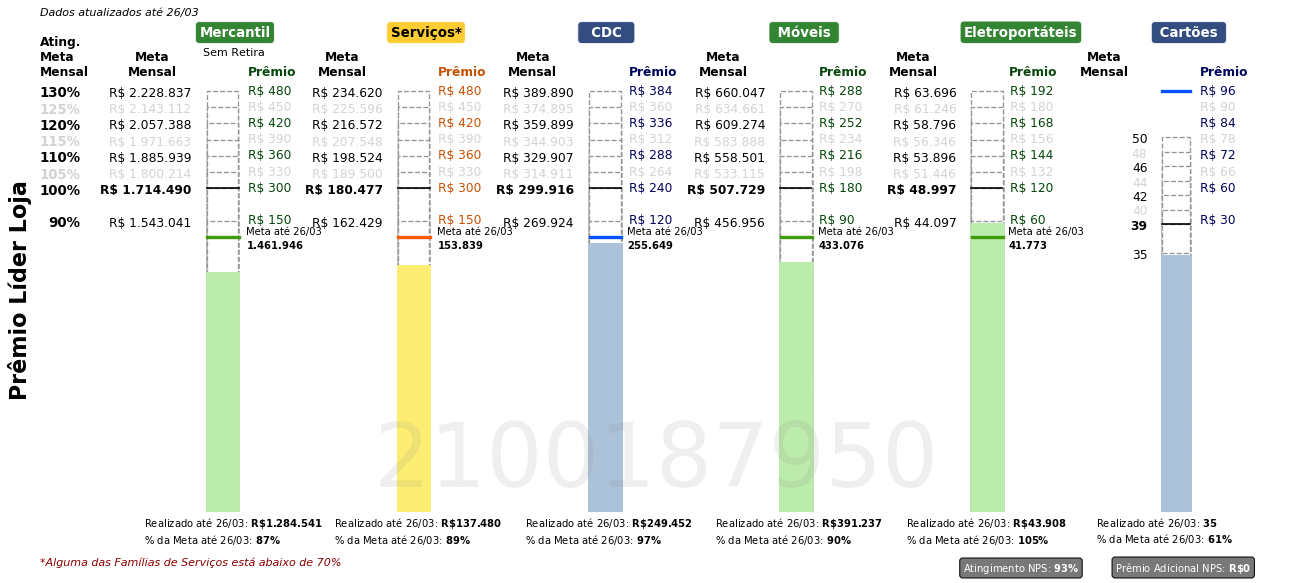 Dados atualizados até 26/03
Mercantil Serviços* CDC Móveis Eletroportáteis Cartões
Sem Retira
Ating. Meta Mensal Meta Mensal Prêmio Meta Mensal Prêmio Meta Mensal Prêmio Meta Mensal Prêmio Meta Mensal Prêmio Meta Mensal Prêmio
130% R$ 2.228.837 R$ 480 R$ 234.620 R$ 480 R$ 389.890 R$ 384 R$ 660.047 R$ 288 R$ 63.696 R$ 192 R$ 96
125% R$ 2.143.112 R$ 450 R$ 225.596 R$ 450 R$ 374.895 R$ 360 R$ 634.661 R$ 270 R$ 61.246 R$ 180 R$ 90
120% R$ 2.057.388 R$ 420 R$ 216.572 R$ 420 R$ 359.899 R$ 336 R$ 609.274 R$ 252 R$ 58.796 R$ 168 R$ 84
115% R$ 1.971.663 R$ 390 R$ 207.548 R$ 390 R$ 344.903 R$ 312 R$ 583.888 R$ 234 R$ 56.346 R$ 156 50 R$ 78
110% R$ 1.885.939 R$ 360 R$ 198.524 R$ 360 R$ 329.907 R$ 288 R$ 558.501 R$ 216 R$ 53.896 R$ 144 48 R$ 72
105% R$ 1.800.214 R$ 330 R$ 189.500 R$ 330 R$ 314.911 R$ 264 R$ 533.115 R$ 198 R$ 51.446 R$ 132 46 R$ 66
100% R$ 1.714.490 R$ 300 R$ 180.477 R$ 300 R$ 299.916 R$ 240 R$ 507.729 R$ 180 R$ 48.997 R$ 120 44 R$ 60
42
40
90% R$ 1.543.041 R$ 150 R$ 162.429 R$ 150 R$ 269.924 R$ 120 R$ 456.956 R$ 90 R$ 44.097 R$ 60 39 R$ 30
Meta até 26/03 Meta até 26/03 Meta até 26/03 Meta até 26/03 Meta até 26/03
1.461.946 153.839 255.649 433.076 41.773
35
Prêmio Líder Loja
2100187950
Realizado até 26/03: R$1.284.541 Realizado até 26/03: R$137.480 Realizado até 26/03: R$249.452 Realizado até 26/03: R$391.237 Realizado até 26/03: R$43.908 Realizado até 26/03: 35
% da Meta até 26/03: 87% % da Meta até 26/03: 89% % da Meta até 26/03: 97% % da Meta até 26/03: 90% % da Meta até 26/03: 105% % da Meta até 26/03: 61%
*Alguma das Famílias de Serviços está abaixo de 70%
Atingimento NPS: 93% Prêmio Adicional NPS: R$0